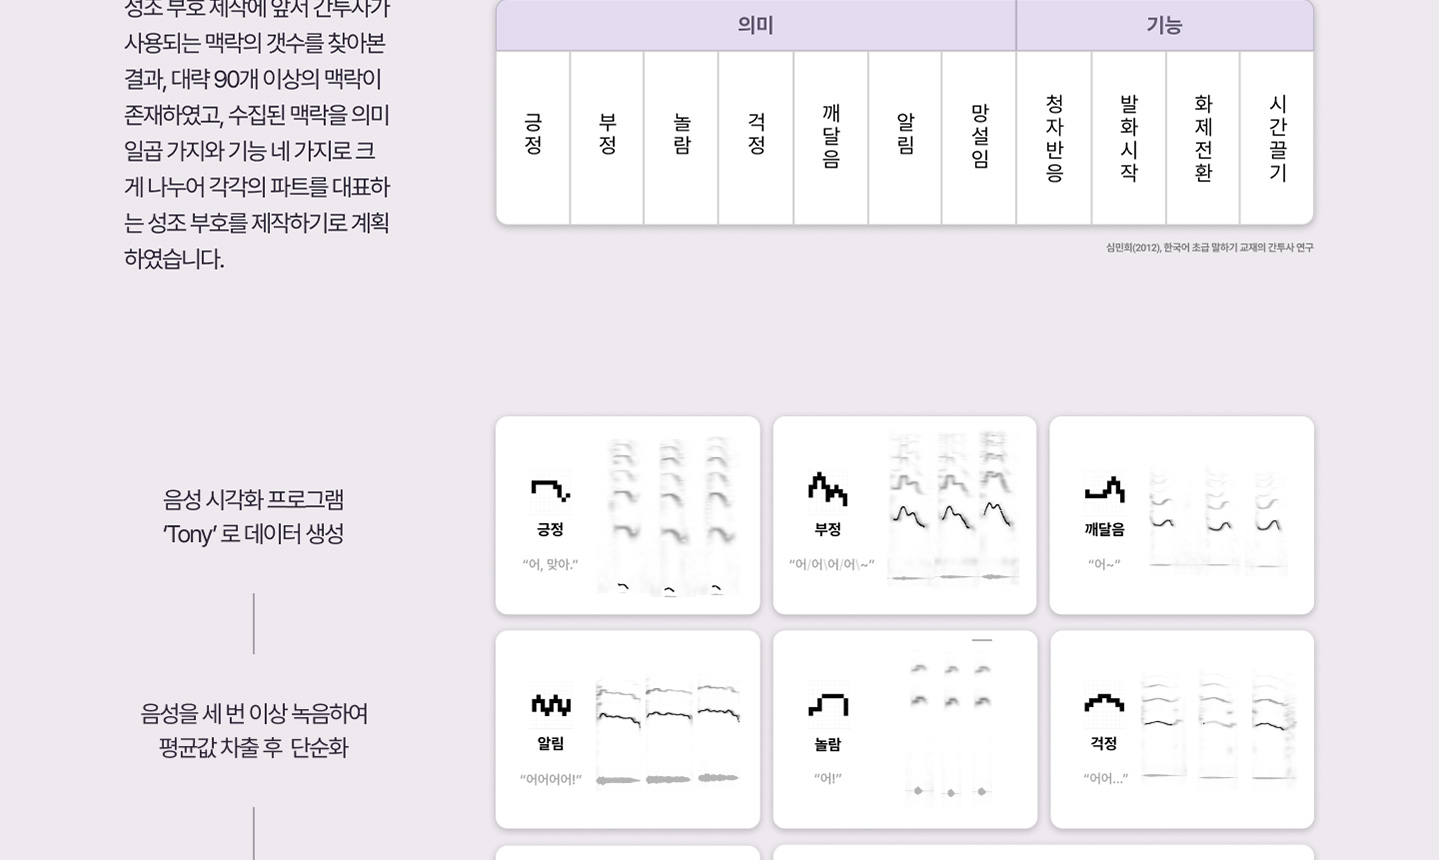 성조 부호 제작에 앞서 간투사가
사용되는 맥락의 갯수를 찾아본
결과, 대략 90개 이상의 맥락이
존재하였고, 수집된 맥락을 의미
일곱 가지와 기능 네 가지로 크
게 나누어 각각의 파트를 대표하
는 성조 부호를 제작하기로 계획
하였습니다.
의미
기능
긍정
부정
놀람
걱정
깨달음
알림
망설임
청자반응
발화시작
화제전환
시간끌기
심민희(2012), 한국어 초급 말하기 교재의 간투사 연구
음성 시각화 프로그램
‘Tony’ 로 데이터 생성
긍정
“어, 맞아.”
부정
“어/어\어/어\~”
깨달음
“어~”
음성을 세 번 이상 녹음하여
평균값 차출 후 단순화
알림
“어어어어!”
놀람
“어!”
걱정
“어어...”